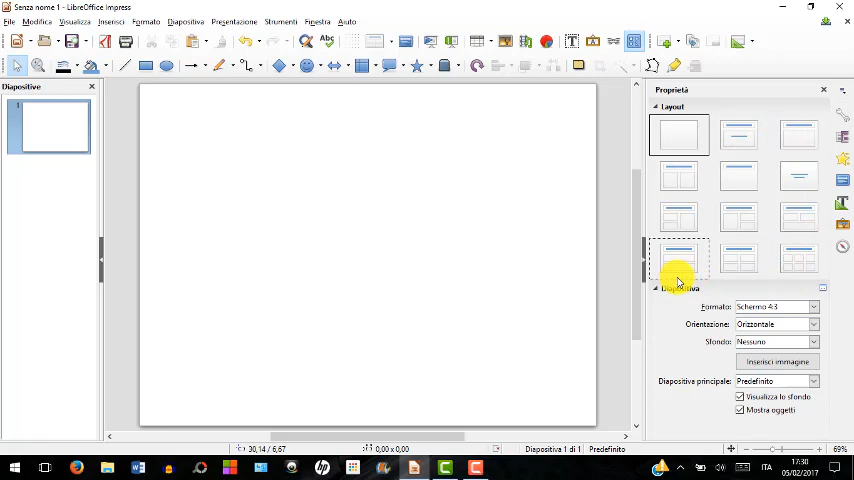 Senza nome 1 - LibreOffice Impress
File Modifica Visualizza Inserisci Formato Diapositiva Presentazione Strumenti Finestra Aiuto
Diapositive
1
Proprietà
Layout
Diapositiva
Formato: Schermo 4:3
Orientazione: Orizzontale
Sfondo: Nessuno
Inserisci immagine
Diapositiva principale: Predefinito
Visualizza lo sfondo
Mostra oggetti
30,14 / 6,67 0,00 x 0,00 Diapositiva 1 di 1 Predefinito 69%
ITA 17:30
05/02/2017